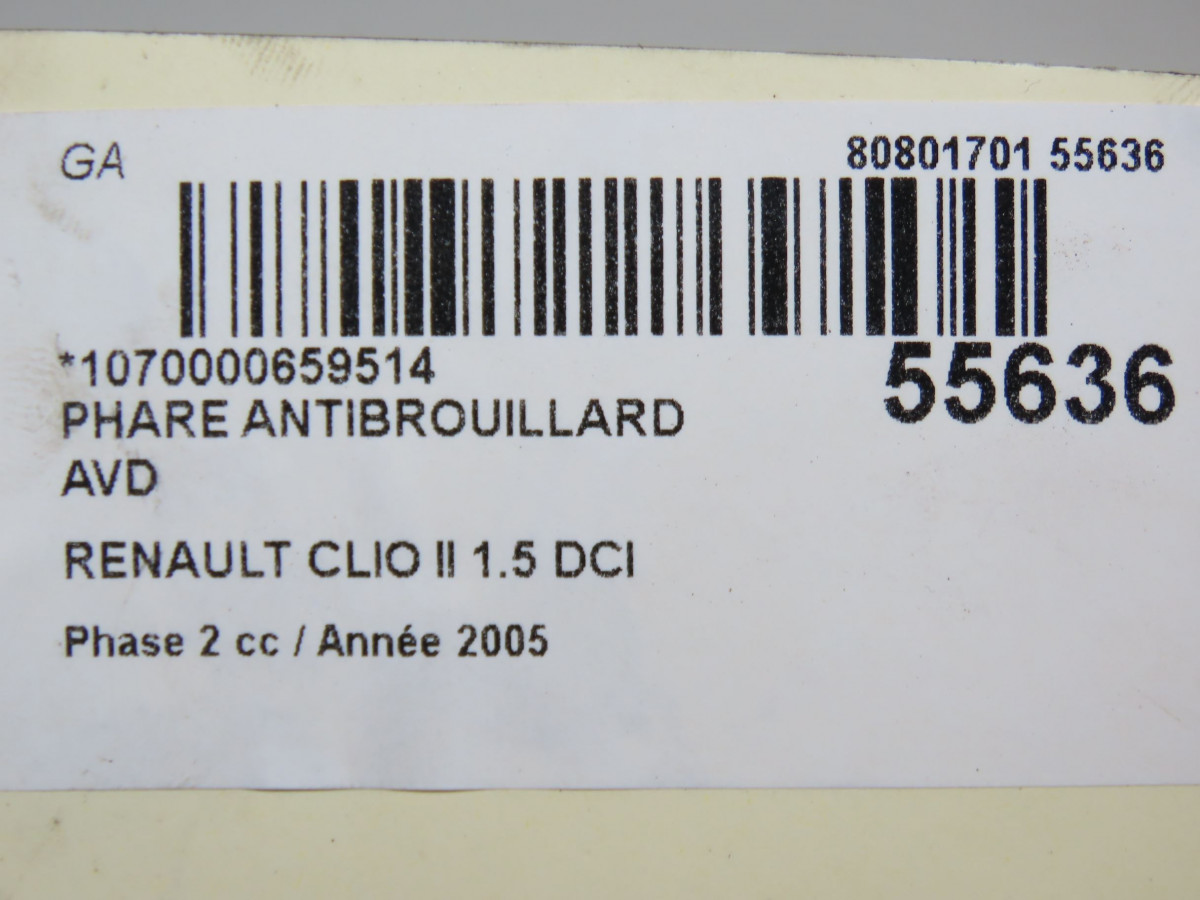 GA
80801701 55636
*1070000659514
55636
PHARE ANTIBROUILLARD
AVD
RENAULT CLIO II 1.5 DCI
Phase 2 cc / Année 2005